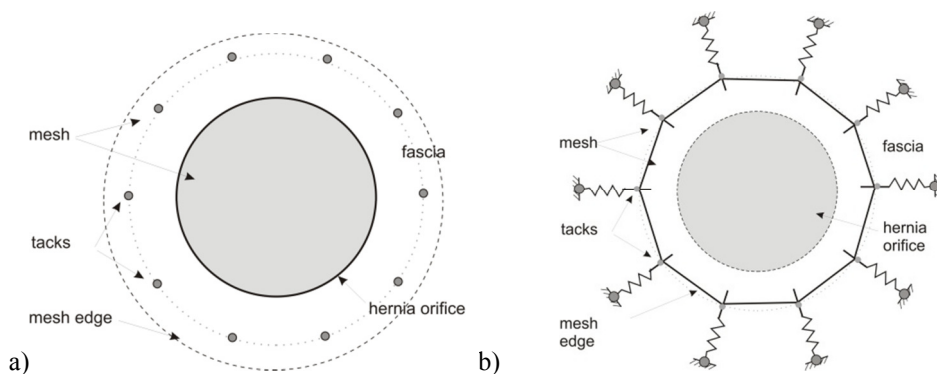 mesh
fascia
tacks
mesh edge
hernia orifice
a)
mesh
fascia
tacks
hernia
orifice
mesh
edge
b)